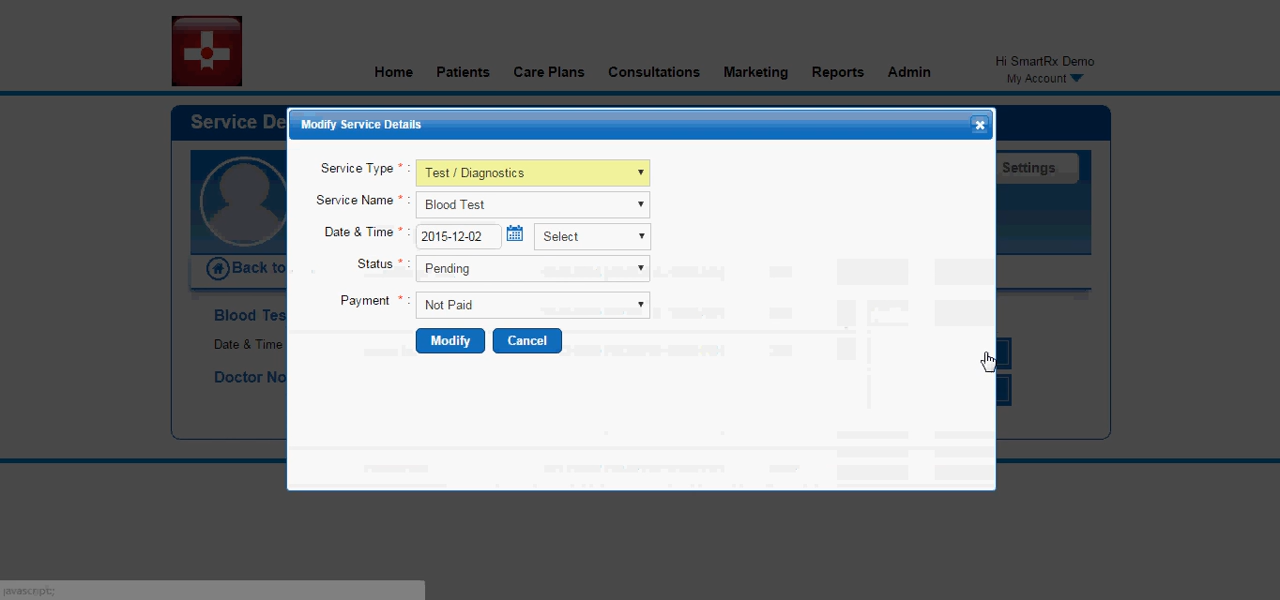 Home Patients Care Plans Consultations Marketing Reports Admin
Hi SmartRx Demo
My Account
Service De
Modify Service Details
Settings
Service Type * : Test / Diagnostics
Service Name * : Blood Test
Date & Time * : 2015-12-02 Select
Status * : Pending
Back to
Payment * : Not Paid
Blood Tes
Modify Cancel
Date & Time
Doctor No
javascript:;